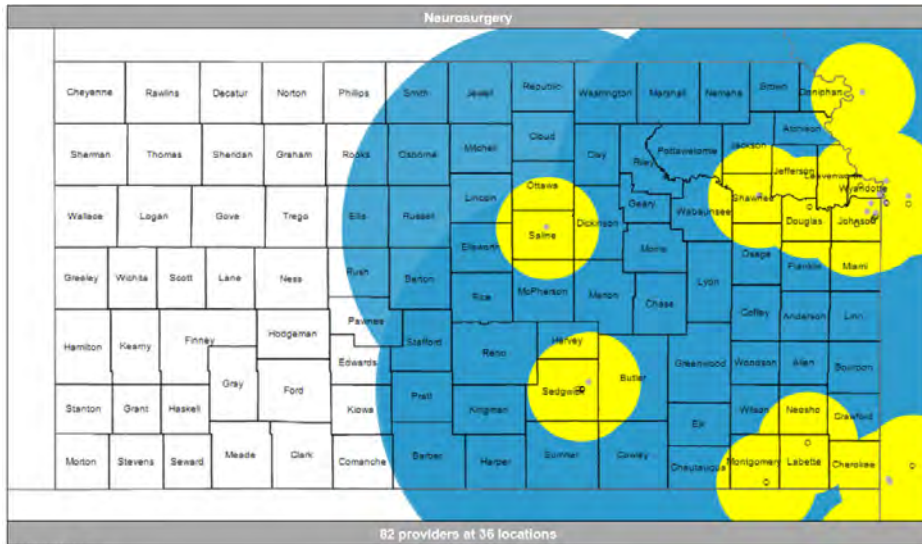 Neurosurgery
Cheyenne Rawlins Decatur Norton Phillips Smith Jewell Republic Washington Marshall Nemaha Brown Doniphan
Atchison
Sherman Thomas Sheridan Graham Rooks Osborne Mitchell Cloud Clay Riley Pottawatomie Jackson
Jefferson Leavenworth
Wyandotte
Lincoln Ottawa Geary Shawnee
Wallace Logan Gove Trego Ellis Russell Dickinson Wabaunsee Douglas Johnson
Saline
Ellsworth Morris Osage Franklin Miami
Greeley Wichita Scott Lane Ness Rush Barton Rice McPherson Marion Chase Lyon
Pawnee Coffey Anderson Linn
Hamilton Kearny Finney Hodgeman Stafford Reno Harvey
Edwards Greenwood Woodson Allen Bourbon
Gray Ford Sedgwick Butler
Stanton Grant Haskell Kiowa Pratt Kingman Elk Wilson Neosho Crawford
Morton Stevens Seward Meade Clark Comanche Barber Harper Sumner Cowley Chautauqua Montgomery Labette Cherokee
82 providers at 36 locations